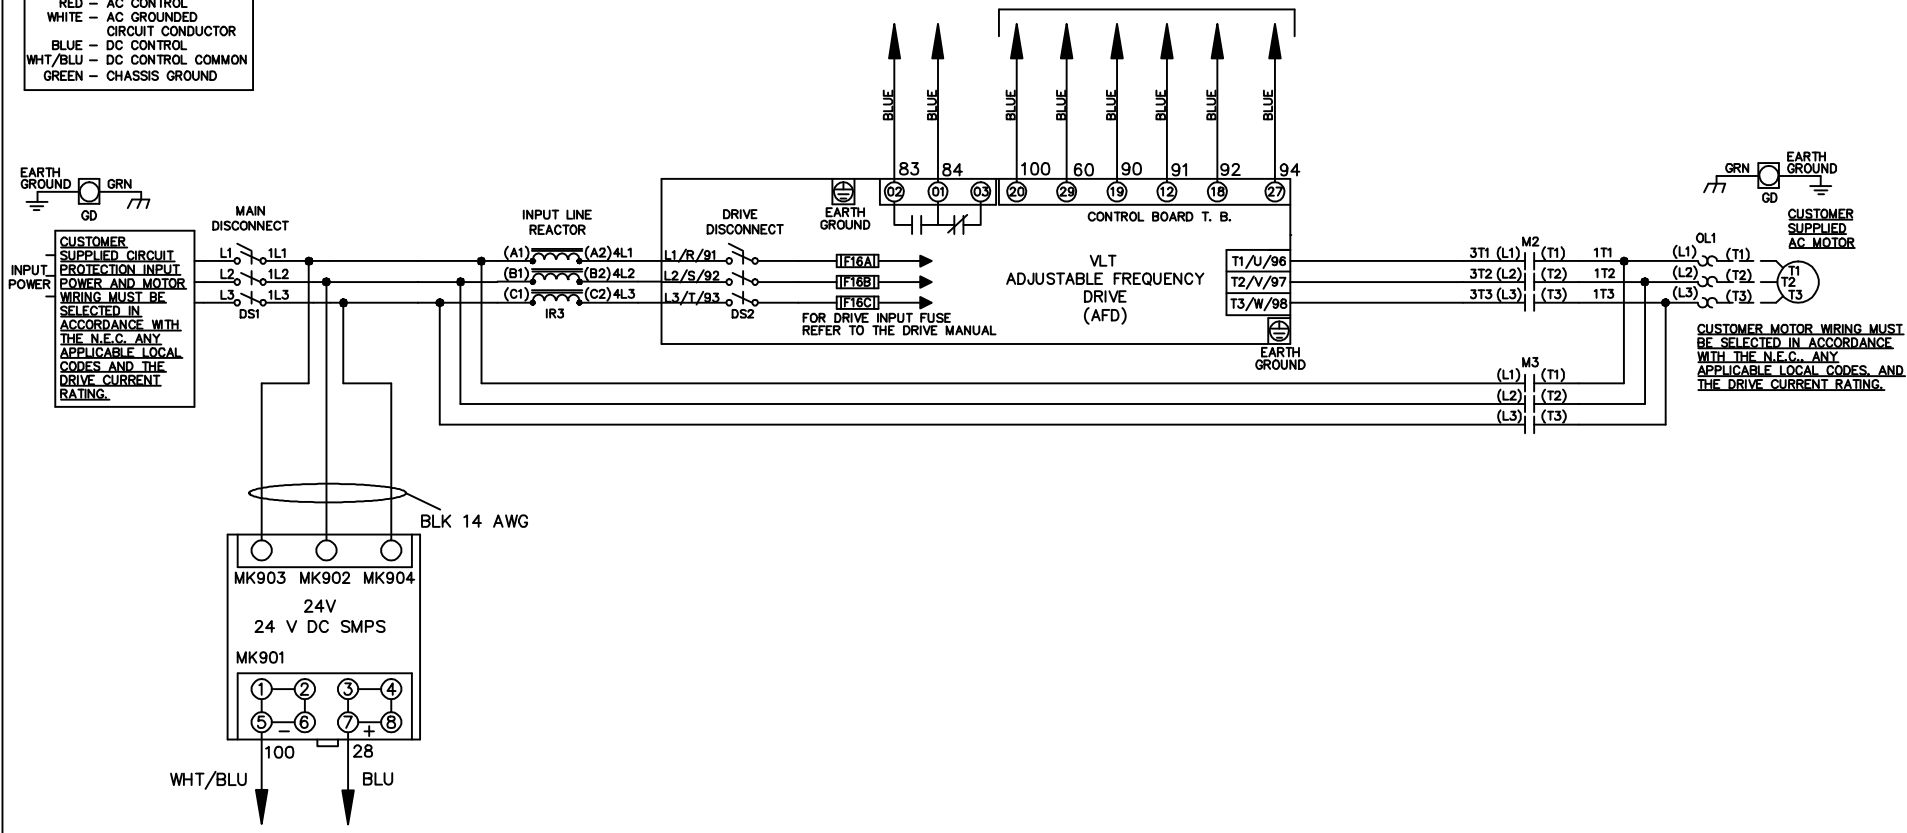 RED – AC CONTROL
WHITE – AC GROUNDED
CIRCUIT CONDUCTOR
BLUE – DC CONTROL
WHT/BLU – DC CONTROL COMMON
GREEN – CHASSIS GROUND
BLUE
BLUE
BLUE
BLUE
BLUE
BLUE
BLUE
BLUE
83
84
100
60
90
91
92
94
02
01
03
20
29
19
12
18
27
CONTROL BOARD T. B.
EARTH
GROUND
GRN
GD
EARTH
GROUND
MAIN
DISCONNECT
INPUT LINE
REACTOR
DRIVE
DISCONNECT
INPUT
POWER
CUSTOMER
SUPPLIED CIRCUIT
PROTECTION INPUT
POWER AND MOTOR
WIRING MUST BE
SELECTED IN
ACCORDANCE WITH
THE N.E.C. ANY
APPLICABLE LOCAL
CODES AND THE
DRIVE CURRENT
RATING.
L1 1L1
L2 1L2
L3 1L3
DS1
(A1) (A2) 4L1
(B1) (B2) 4L2
(C1) (C2) 4L3
IR3
L1/R/91
L2/S/92
L3/T/93
DS2
F16A
F16B
F16C
FOR DRIVE INPUT FUSE
REFER TO THE DRIVE MANUAL
VLT
ADJUSTABLE FREQUENCY
DRIVE
(AFD)
T1/U/96
T2/V/97
T3/W/98
EARTH
GROUND
M2
3T1 (L1) (T1) 1T1
3T2 (L2) (T2) 1T2
3T3 (L3) (T3) 1T3
M3
(L1) (T1)
(L2) (T2)
(L3) (T3)
OL1
(L1) (T1)
(L2) (T2)
(L3) (T3)
T1
T2
T3
GRN
EARTH
GROUND
GD
CUSTOMER
SUPPLIED
AC MOTOR
CUSTOMER MOTOR WIRING MUST
BE SELECTED IN ACCORDANCE
WITH THE N.E.C., ANY
APPLICABLE LOCAL CODES, AND
THE DRIVE CURRENT RATING.
BLK 14 AWG
MK903 MK902 MK904
24V
24 V DC SMPS
MK901
1 2 3 4
5 6 7 8
– +
100
28
WHT/BLU
BLU